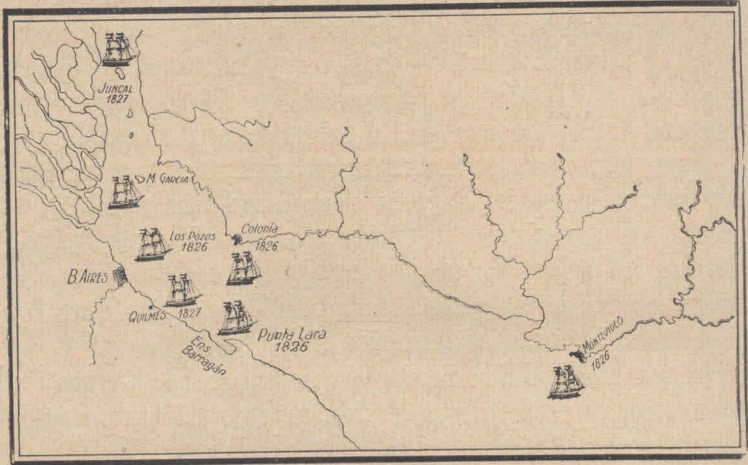 JUNCAL
1827
M. GARCIA
Los Pozos
1826
Colonia
1826
B. AIRES
QUILMES 1827
Punta Lara
1826
Ens.
Barragán
MONTEVIDEO
1826